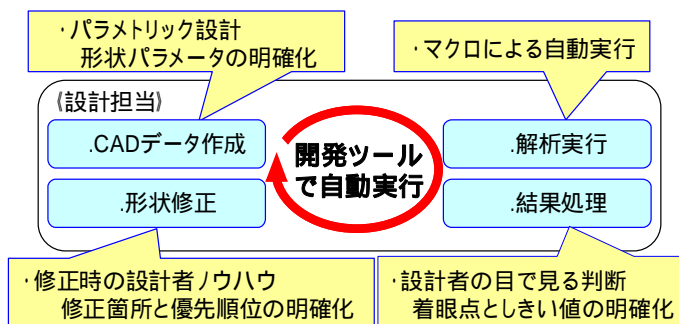 ・パラメトリック設計
形状パラメータの明確化
・マクロによる自動実行
《設計担当》
.CADデータ作成
開発ツール
で自動実行
.解析実行
.形状修正
.結果処理
・修正時の設計者ノウハウ
修正箇所と優先順位の明確化
・設計者の目で見る判断
着眼点としきい値の明確化